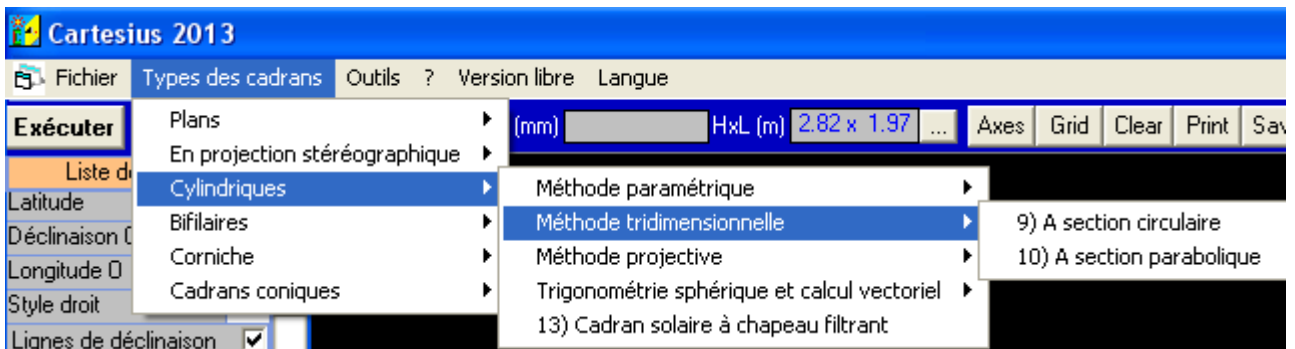 Cartesius 2013
Fichier Types des cadrans Outils ? Version libre Langue
Exécuter (mm) HxL (m) 2.82 x 1.97 ... Axes Grid Clear Print
Liste
Latitude
Déclinaison
Longitude O
Style droit
Lignes de déclinaison
Plans
En projection stéréographique
Cylindriques
Bifilaires
Corniche
Cadrans coniques
Méthode paramétrique
Méthode tridimensionnelle
Méthode projective
Trigonométrie sphérique et calcul vectoriel
13) Cadran solaire à chapeau filtrant
9) A section circulaire
10) A section parabolique